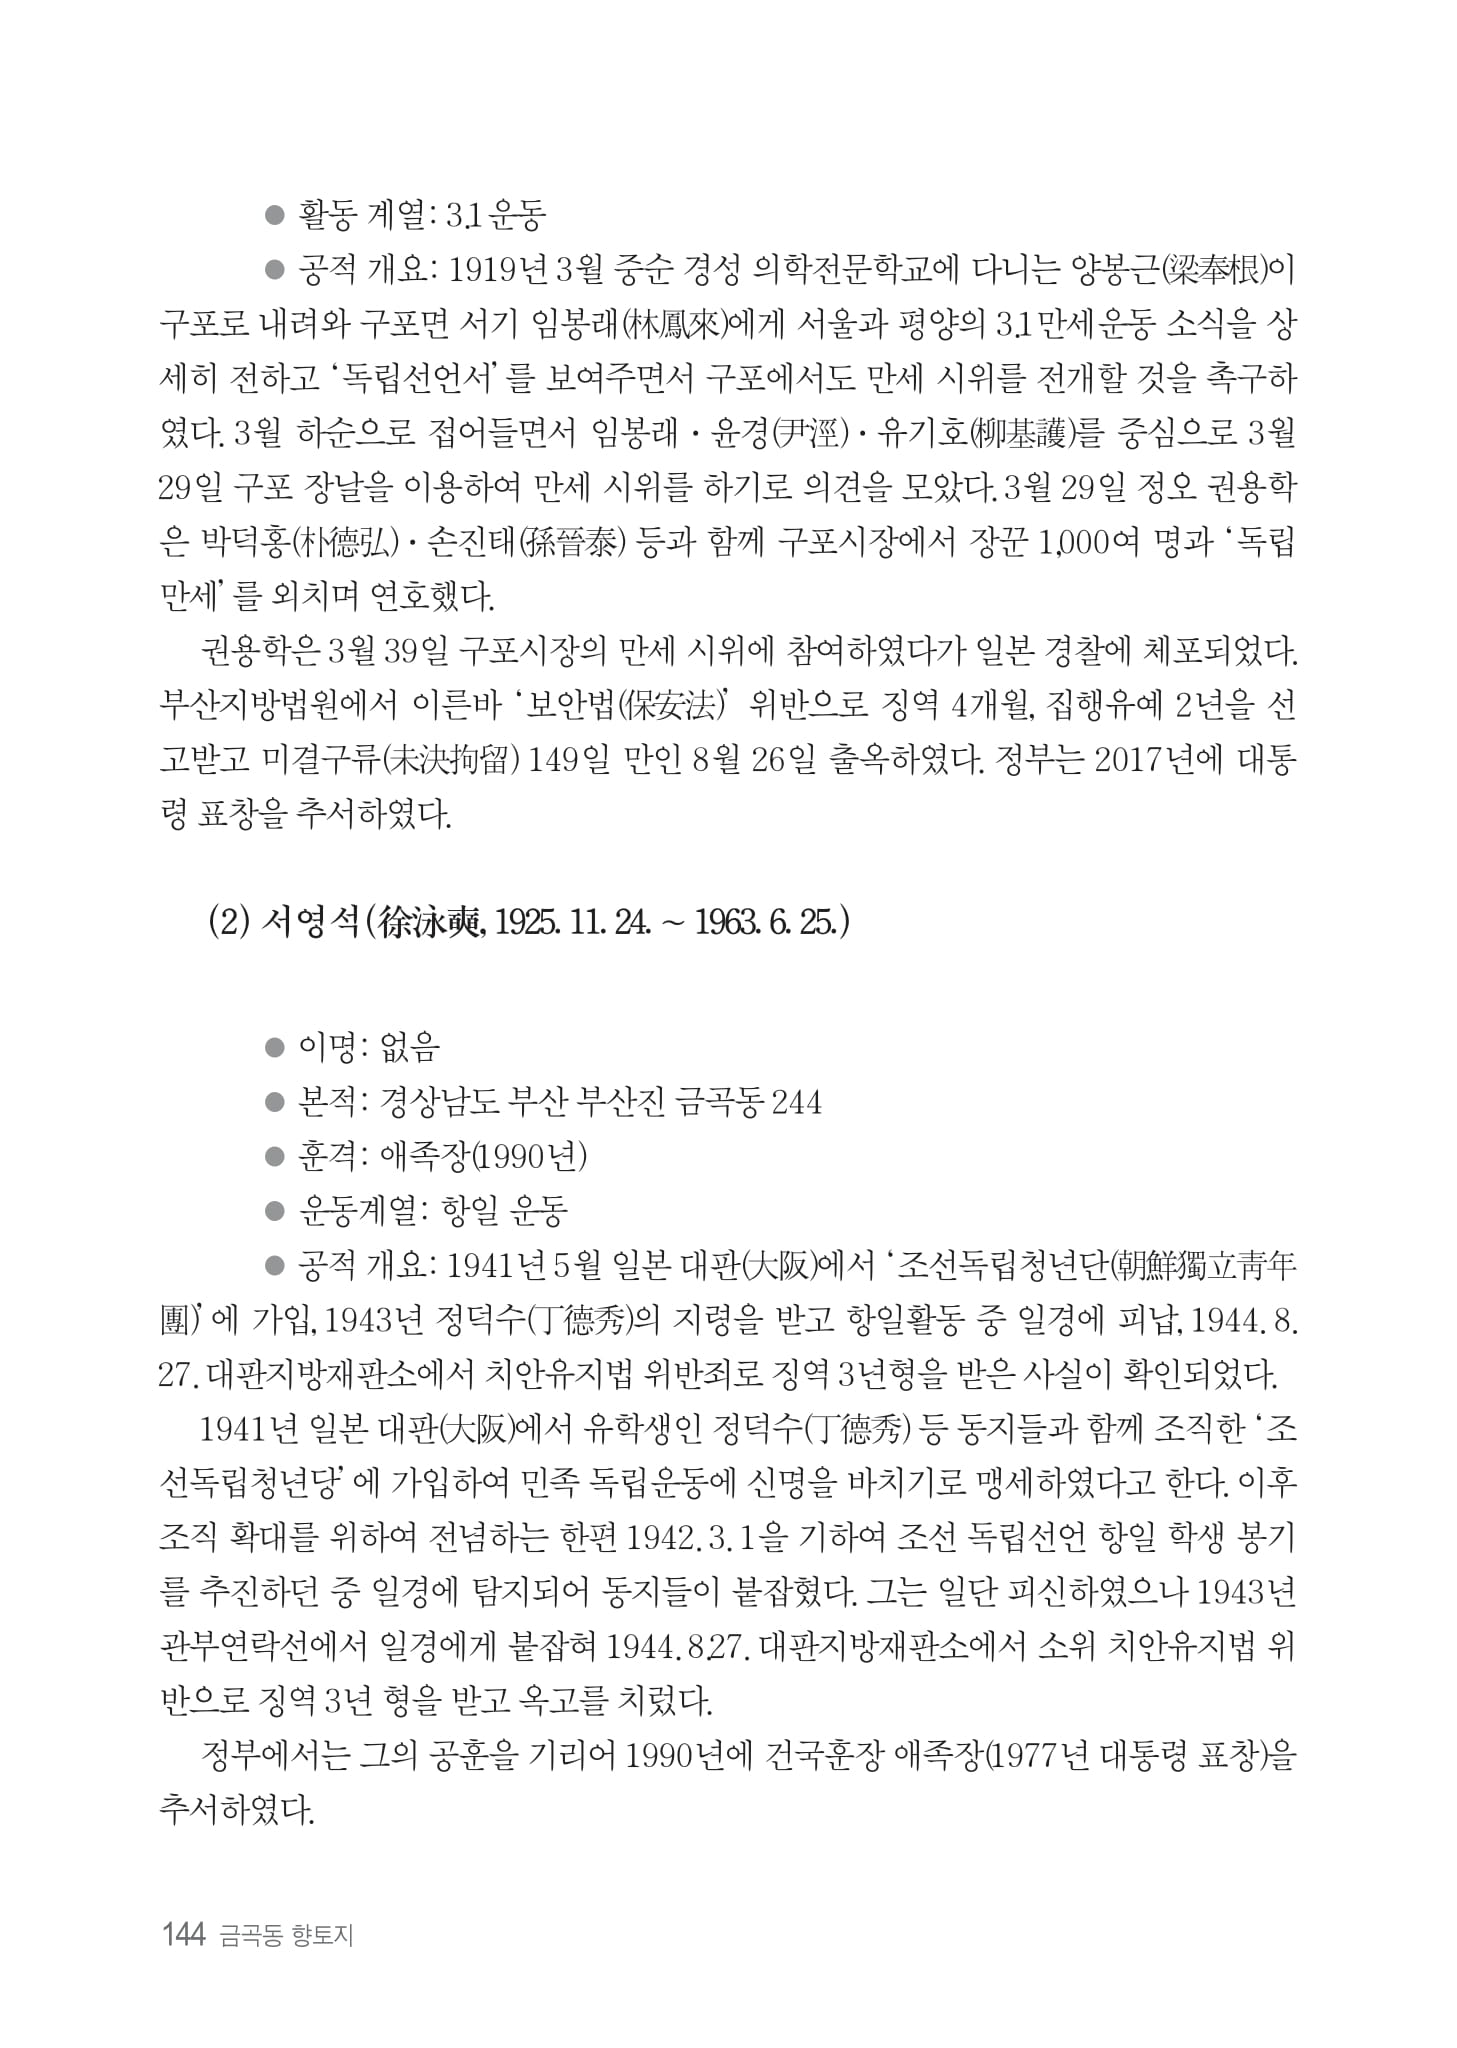 ● 활동 계열: 3.1운동
● 공적 개요: 1919년 3월 중순 경성 의학전문학교에 다니는 양봉근(梁奉根)이
구포로 내려와 구포면 서기 임봉래(林鳳來)에게 서울과 평양의 3.1만세운동 소식을 상
세히 전하고 ‘독립선언서’를 보여주면서 구포에서도 만세 시위를 전개할 것을 촉구하
였다. 3월 하순으로 접어들면서 임봉래・윤경(尹涇)・유기호(柳基護)를 중심으로 3월
29일 구포 장날을 이용하여 만세 시위를 하기로 의견을 모았다. 3월 29일 정오 권용학
은 박덕홍(朴德弘)・손진태(孫晉泰) 등과 함께 구포시장에서 장꾼 1,000여 명과 ‘독립
만세’를 외치며 연호했다.
권용학은 3월 39일 구포시장의 만세 시위에 참여하였다가 일본 경찰에 체포되었다.
부산지방법원에서 이른바 ‘보안법(保安法)’ 위반으로 징역 4개월, 집행유예 2년을 선
고받고 미결구류(未決拘留) 149일 만인 8월 26일 출옥하였다. 정부는 2017년에 대통
령 표창을 추서하였다.
(2) 서영석(徐泳奭, 1925. 11. 24. ~ 1963. 6. 25.)
● 이명: 없음
● 본적: 경상남도 부산 부산진 금곡동 244
● 훈격: 애족장(1990년)
● 운동계열: 항일 운동
● 공적 개요: 1941년 5월 일본 대판(大阪)에서 ‘조선독립청년단(朝鮮獨立靑年
團)’에 가입, 1943년 정덕수(丁德秀)의 지령을 받고 항일활동 중 일경에 피납, 1944. 8.
27. 대판지방재판소에서 치안유지법 위반죄로 징역 3년형을 받은 사실이 확인되었다.
1941년 일본 대판(大阪)에서 유학생인 정덕수(丁德秀) 등 동지들과 함께 조직한 ‘조
선독립청년당’에 가입하여 민족 독립운동에 신명을 바치기로 맹세하였다고 한다. 이후
조직 확대를 위하여 전념하는 한편 1942. 3. 1을 기하여 조선 독립선언 항일 학생 봉기
를 추진하던 중 일경에 탐지되어 동지들이 붙잡혔다. 그는 일단 피신하였으나 1943년
관부연락선에서 일경에게 붙잡혀 1944. 8.27. 대판지방재판소에서 소위 치안유지법 위
반으로 징역 3년 형을 받고 옥고를 치렀다.
정부에서는 그의 공훈을 기리어 1990년에 건국훈장 애족장(1977년 대통령 표창)을
추서하였다.
144 금곡동 향토지